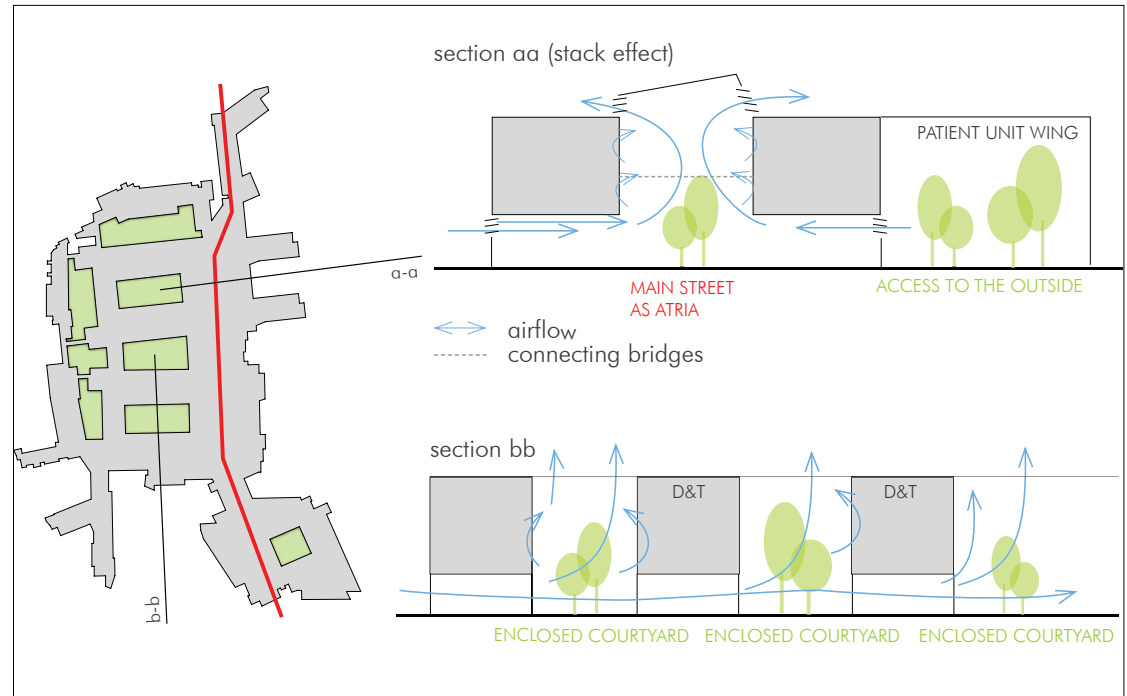 section aa (stack effect)
PATIENT UNIT WING
a-a
MAIN STREET
AS ATRIA
ACCESS TO THE OUTSIDE
airflow
connecting bridges
b-b
section bb
D&T
D&T
ENCLOSED COURTYARD
ENCLOSED COURTYARD
ENCLOSED COURTYARD